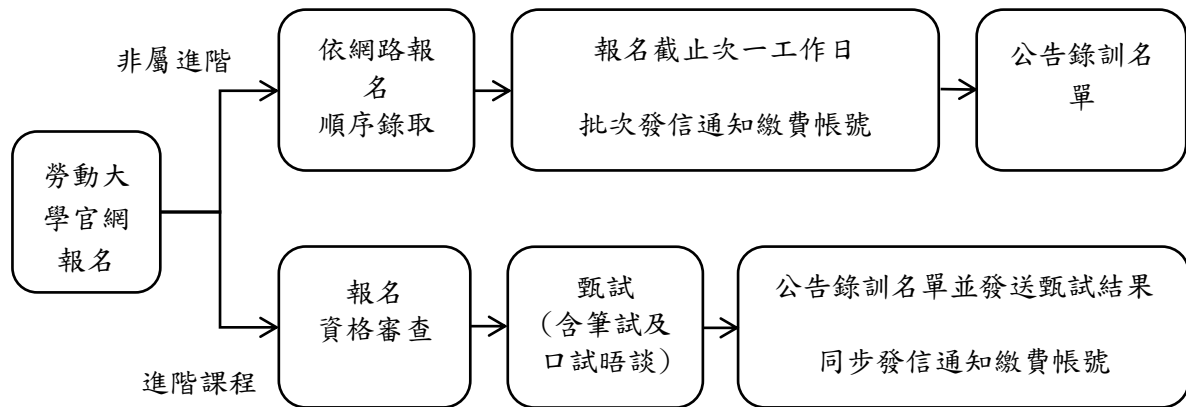 非屬進階
依網路報
名
順序錄取
報名截止次一工作日
批次發信通知繳費帳號
公告錄訓名
單
勞動大
學官網
報名
報名
資格審查
甄試
（含筆試及
口試晤談）
公告錄訓名單並發送甄試結果
同步發信通知繳費帳號
進階課程